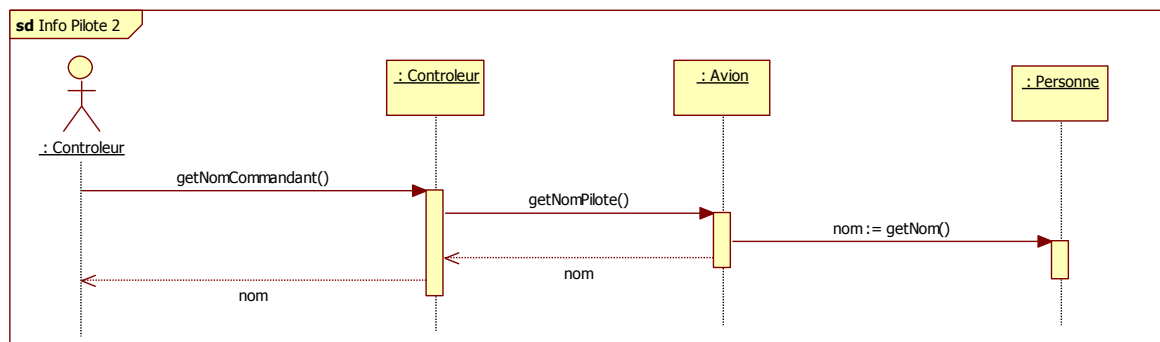 sd Info Pilote 2
: Controleur
: Avion
: Personne
: Controleur
getNomCommandant()
getNomPilote()
nom := getNom()
nom
nom